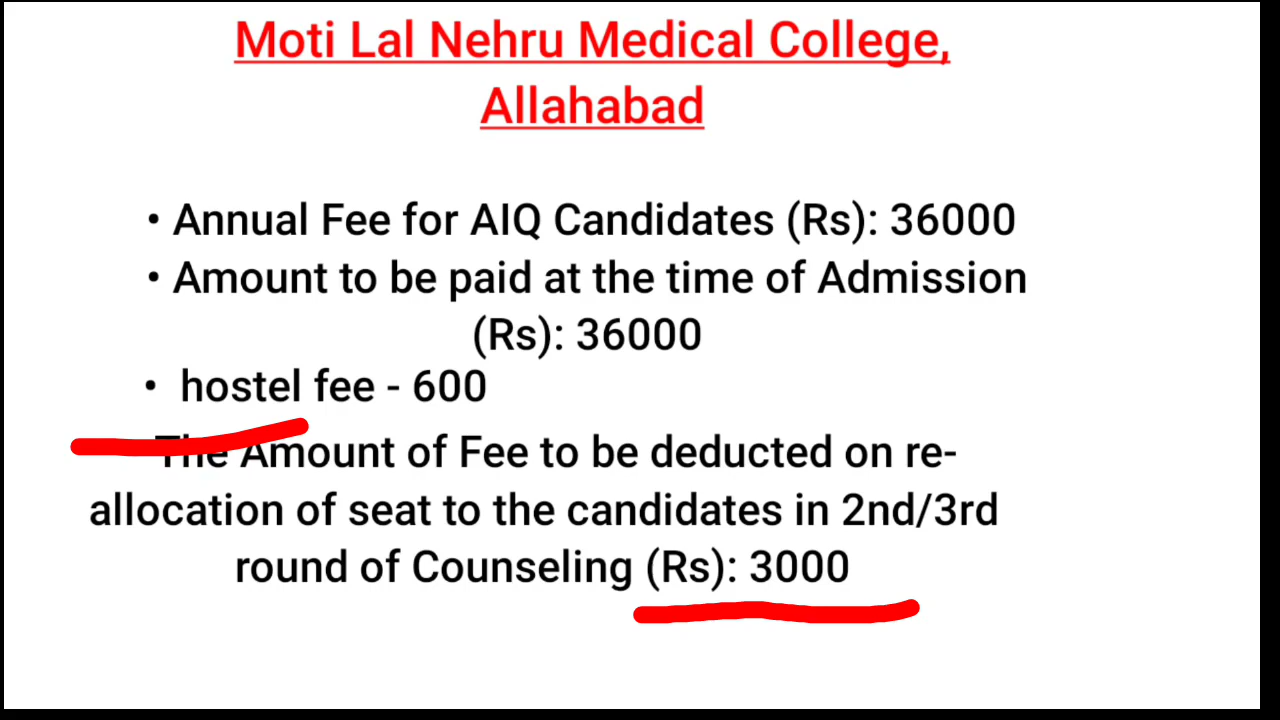 Moti Lal Nehru Medical College,
Allahabad
• Annual Fee for AIQ Candidates (Rs): 36000
• Amount to be paid at the time of Admission
(Rs): 36000
• hostel fee - 600
The Amount of Fee to be deducted on re-
allocation of seat to the candidates in 2nd/3rd
round of Counseling (Rs): 3000